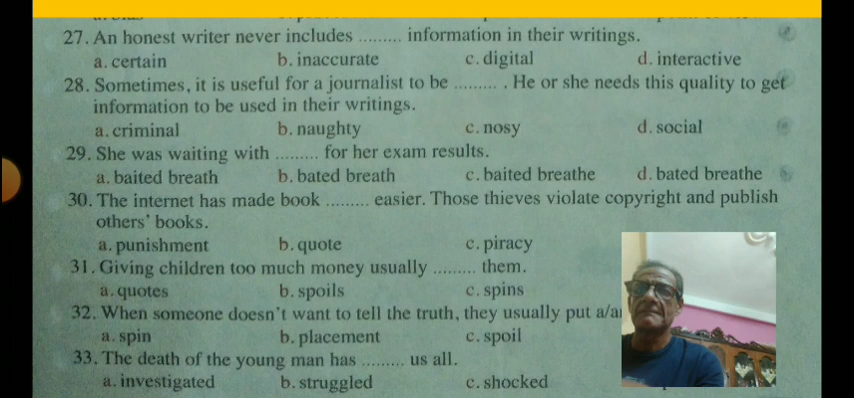 27. An honest writer never includes ......... information in their writings.
a. certain b. inaccurate c. digital d. interactive
28. Sometimes, it is useful for a journalist to be ......... . He or she needs this quality to get
information to be used in their writings.
a. criminal b. naughty c. nosy d. social
29. She was waiting with ......... for her exam results.
a. baited breath b. bated breath c. baited breathe d. bated breathe
30. The internet has made book ......... easier. Those thieves violate copyright and publish
others' books.
a. punishment b. quote c. piracy
31. Giving children too much money usually ......... them.
a. quotes b. spoils c. spins
32. When someone doesn't want to tell the truth, they usually put
a. spin b. placement c. spoil
33. The death of the young man has ......... us all.
a. investigated b. struggled c. shocked